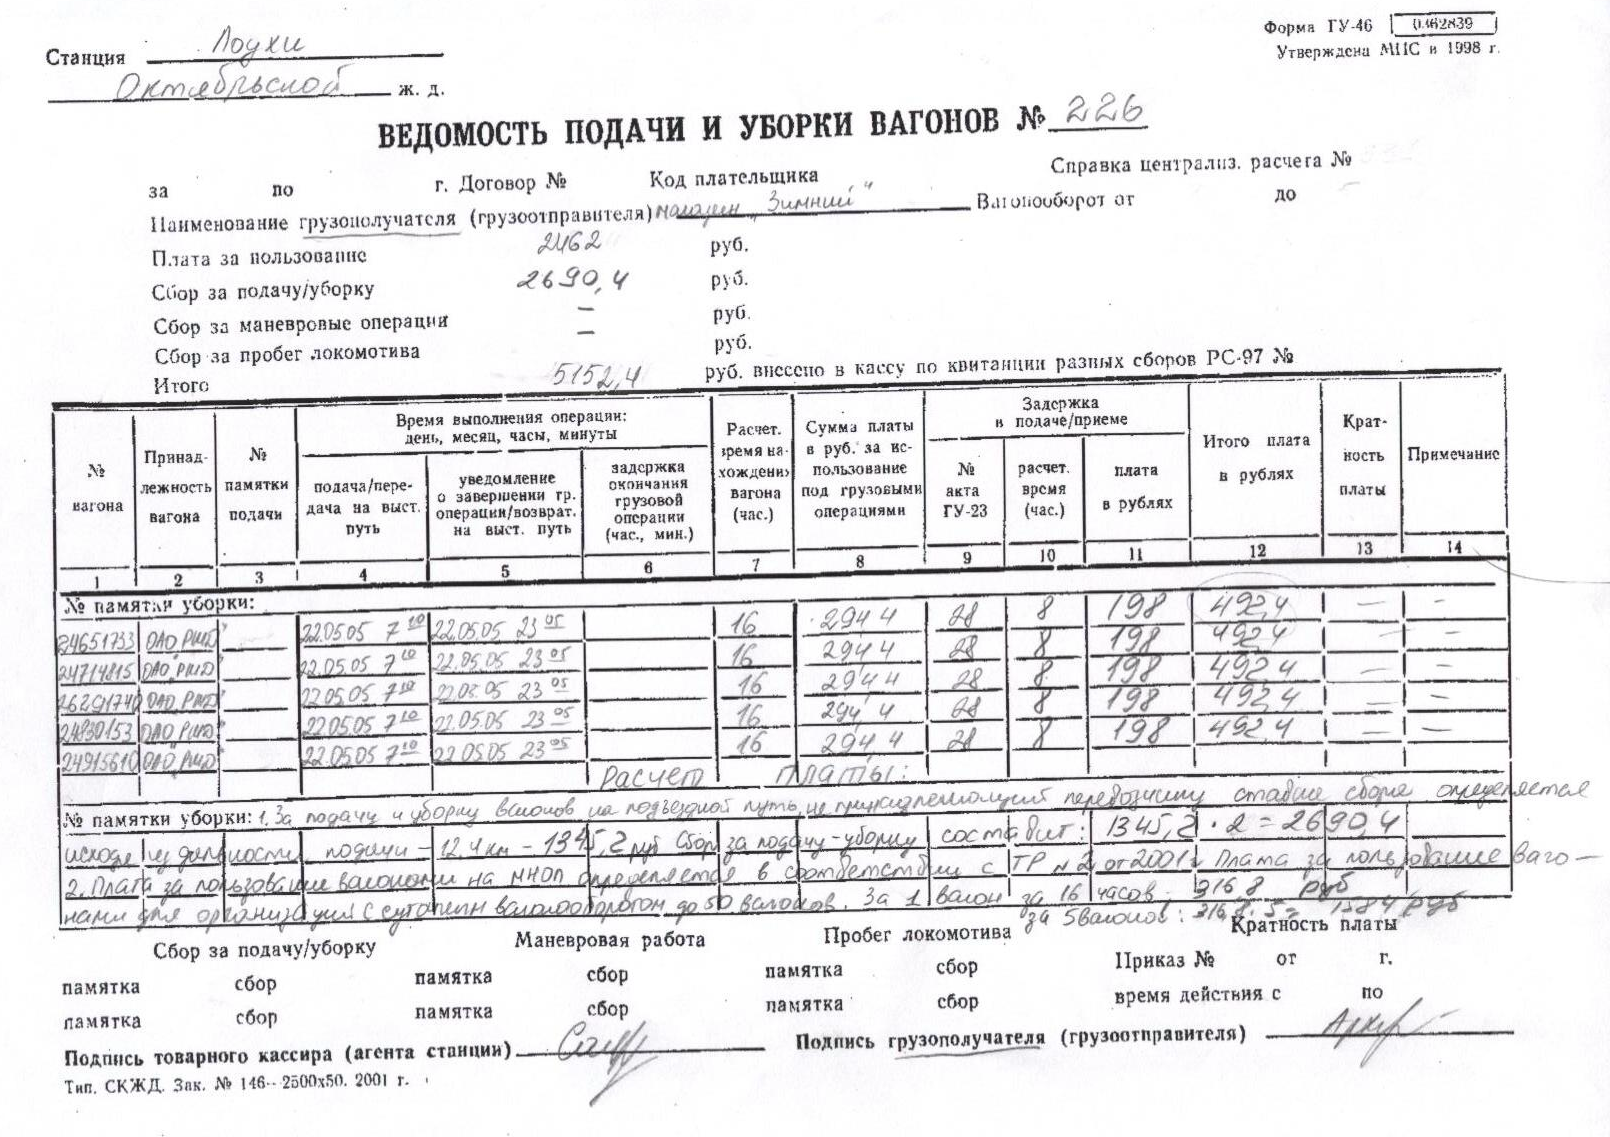 Форма ГУ-46 0362839
Станция Лоухи
Утверждена МПС в 1998 г.
Октябрьской ж. д.
ВЕДОМОСТЬ ПОДАЧИ И УБОРКИ ВАГОНОВ № 226
за по г. Договор № Код плательщика Справка централиз. расчета №
Наименование грузополучателя (грузоотправителя) магазин „Зимний" Вагонооборот от до
Плата за пользование 2462 руб.
Сбор за подачу/уборку 2690,4 руб.
Сбор за маневровые операции — руб.
Сбор за пробег локомотива — руб.
Итого 5152,4 руб. внесено в кассу по квитанции разных сборов РС-97 №
№ вагона
Принадлежность вагона
№ памятки подачи
Время выполнения операции: день, месяц, часы, минуты
подача/передача на выст. путь
уведомление о завершении гр. операции/возврат. на выст. путь
задержка окончания грузовой операции (час., мин.)
Расчет. время нахождения вагона (час.)
Сумма платы в руб. за использование под грузовыми операциями
Задержка в подаче/приеме
№ акта ГУ-23
расчет. время (час.)
плата в рублях
Итого плата в рублях
Кратность платы
Примечание
1 2 3 4 5 6 7 8 9 10 11 12 13 14
№ памятки уборки:
24651733 ОАО„РЖД" 22.05.05 7 10 22.05.05 23 05 16 294 4 28 8 198 492,4 — —
24714815 ОАО„РЖД" 22.05.05 7 10 22.05.05 23 05 16 294 4 28 8 198 492,4 — —
26291740 ОАО„РЖД" 22.05.05 7 10 22.05.05 23 05 16 294 4 28 8 198 492,4 — —
24830153 ОАО„РЖД" 22.05.05 7 10 22.05.05 23 05 16 294 4 28 8 198 492,4 — —
24915610 ОАО„РЖД" 22.05.05 7 10 22.05.05 23 05 16 294,4 28 8 198 492,4 — —
Расчет платы:
№ памятки уборки: 1. За подачу и уборку вагонов на подъездной путь, не принадлежащий перевозчику ставка сбора определяется
исходя из дальности подачи - 12.4 км - 1345,2 руб Сбор за подачу-уборку составит: 1345,2 · 2 = 2690,4
2. Плата за пользование вагонами на МНОП определяется в соответствии с ТР №2 от 2001 г. Плата за пользование ваго-
нами для организации с суточным вагонооборотом до 50 вагонов. За 1 вагон за 16 часов - 316,8 руб
за 5 вагонов: 316,8 · 5 = 1584 руб
Сбор за подачу/уборку Маневровая работа Пробег локомотива Кратность платы
памятка сбор памятка сбор памятка сбор Приказ № от г.
памятка сбор памятка сбор памятка сбор время действия с по
Подпись товарного кассира (агента станции) Подпись грузополучателя (грузоотправителя)
Тип. СКЖД. Зак. № 146-- 2500х50. 2001 г.